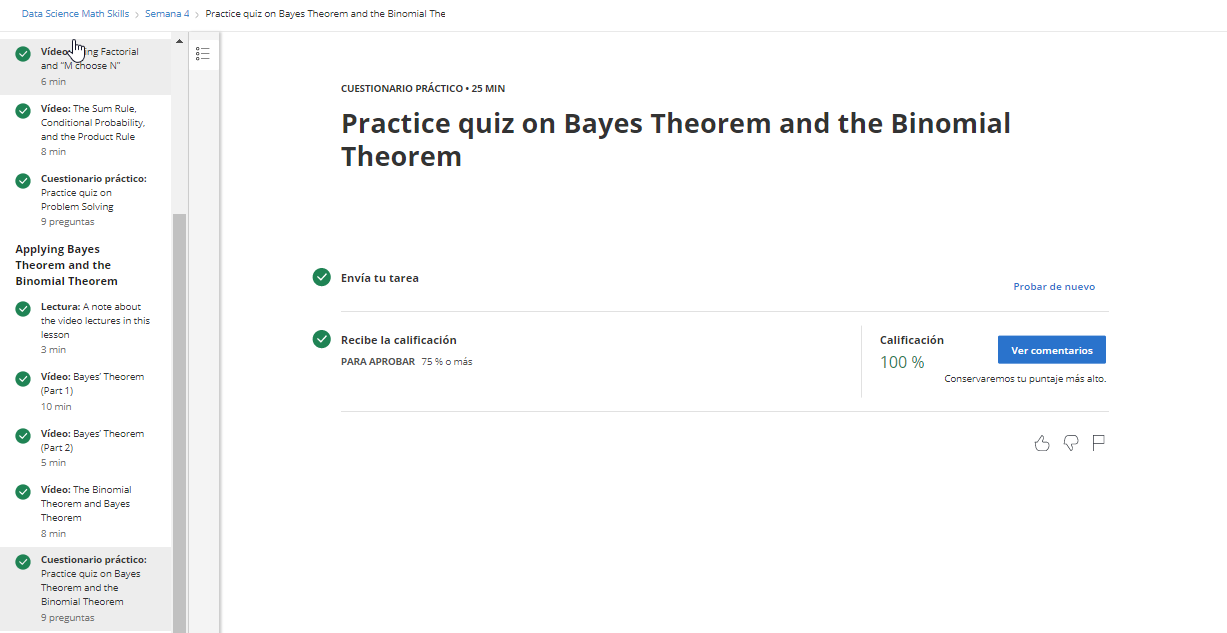 Data Science Math Skills > Semana 4 > Practice quiz on Bayes Theorem and the Binomial The
Vídeo: ng Factorial
and "M choose N"
6 min
Vídeo: The Sum Rule,
Conditional Probability,
and the Product Rule
8 min
Cuestionario práctico:
Practice quiz on
Problem Solving
9 preguntas
Applying Bayes
Theorem and the
Binomial Theorem
Lectura: A note about
the video lectures in this
lesson
3 min
Vídeo: Bayes' Theorem
(Part 1)
10 min
Vídeo: Bayes' Theorem
(Part 2)
5 min
Vídeo: The Binomial
Theorem and Bayes
Theorem
8 min
Cuestionario práctico:
Practice quiz on Bayes
Theorem and the
Binomial Theorem
9 preguntas
CUESTIONARIO PRÁCTICO • 25 MIN
Practice quiz on Bayes Theorem and the Binomial
Theorem
Envía tu tarea
Probar de nuevo
Recibe la calificación
PARA APROBAR 75 % o más
Calificación
100 %
Ver comentarios
Conservaremos tu puntaje más alto.